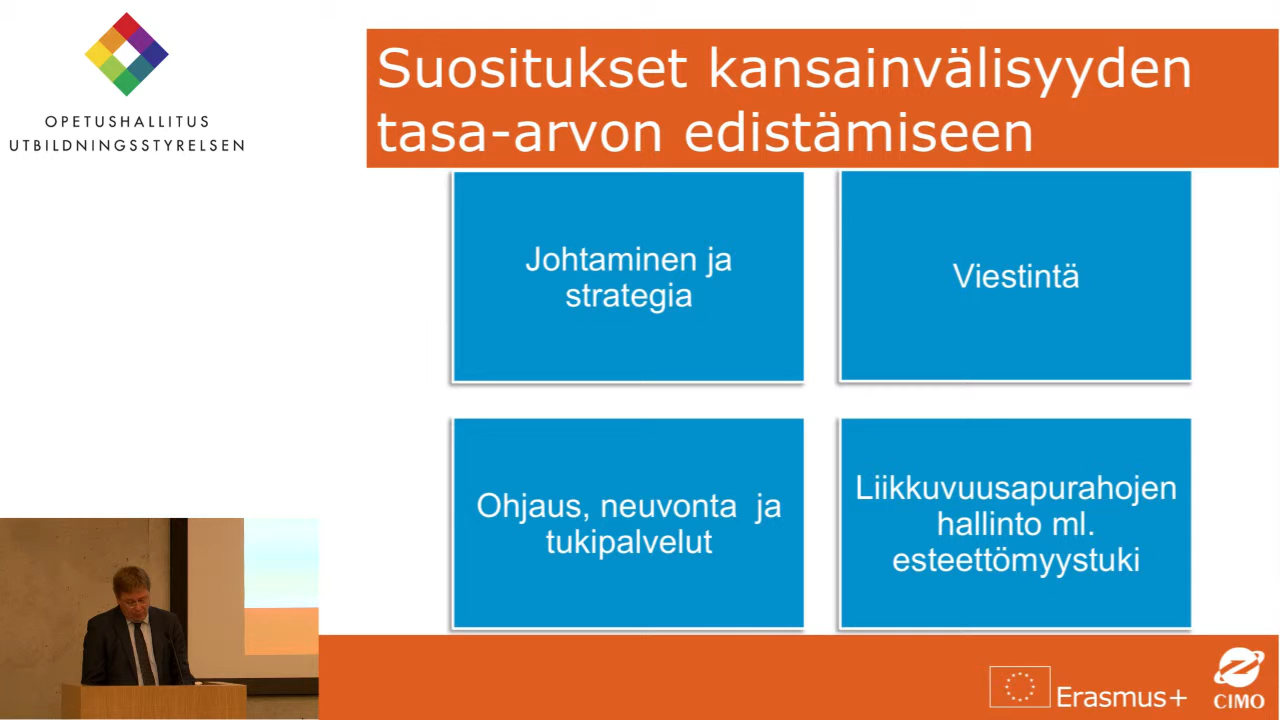 OPETUSHALLITUS
UTBILDNINGSSTYRELSEN
Suositukset kansainvälisyyden
tasa-arvon edistämiseen
Johtaminen ja
strategia
Viestintä
Ohjaus, neuvonta ja
tukipalvelut
Liikkuvuusapurahojen
hallinto ml.
esteettömyystuki
Erasmus+
CIMO